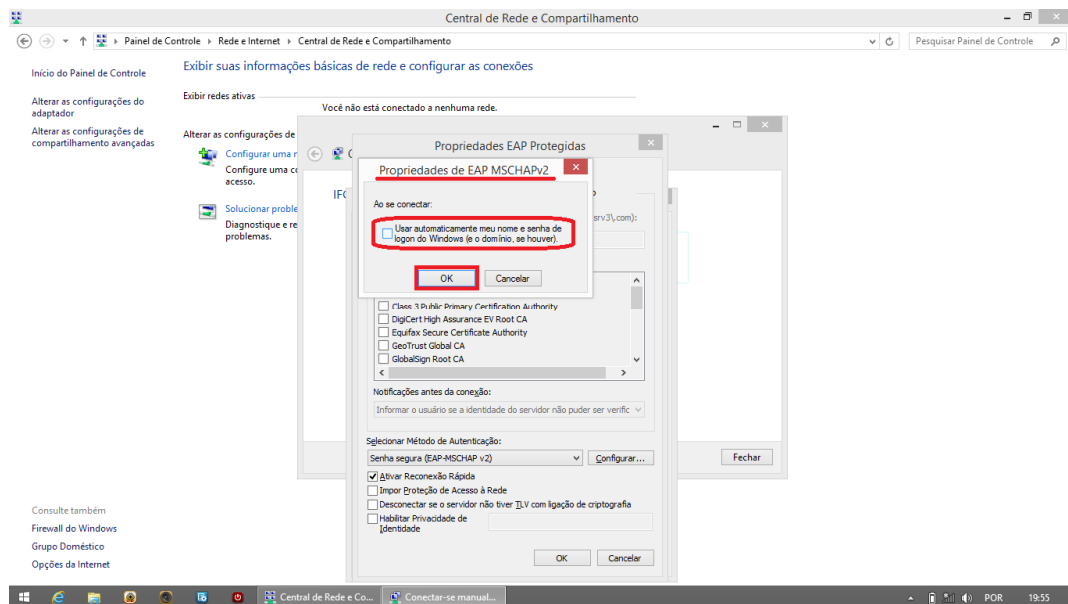 Central de Rede e Compartilhamento
Painel de Controle
Rede e Internet
Central de Rede e Compartilhamento
Pesquisar Painel de Controle
Início do Painel de Controle
Alterar as configurações do
adaptador
Alterar as configurações de
compartilhamento avançadas
Exibir suas informações básicas de rede e configurar as conexões
Exibir redes ativas
Você não está conectado a nenhuma rede.
Alterar as configurações de
Configurar uma
Configure uma
acesso.
Solucionar
Diagnostique e
problemas.
Propriedades EAP Protegidas
Propriedades de EAP MSCHAPv2
Ao se conectar:
Usar automaticamente meu nome e senha de
logon do Windows (e o domínio, se houver).
OK
Cancelar
srv3\.com):
Class 3 Public Primary Certification Authority
DigiCert High Assurance EV Root CA
Equifax Secure Certificate Authority
GeoTrust Global CA
GlobalSign Root CA
Notificações antes da conexão:
Informar o usuário se a identidade do servidor não puder ser verific
Selecionar Método de Autenticação:
Senha segura (EAP-MSCHAP v2)
Configurar...
Ativar Reconexão Rápida
Impor Proteção de Acesso à Rede
Desconectar se o servidor não tiver TLV com ligação de criptografia
Habilitar Privacidade de
Identidade
OK
Cancelar
Fechar
Consulte também
Firewall do Windows
Grupo Doméstico
Opções da Internet
Central de Rede e Co...
Conectar-se manual...
POR
19:55